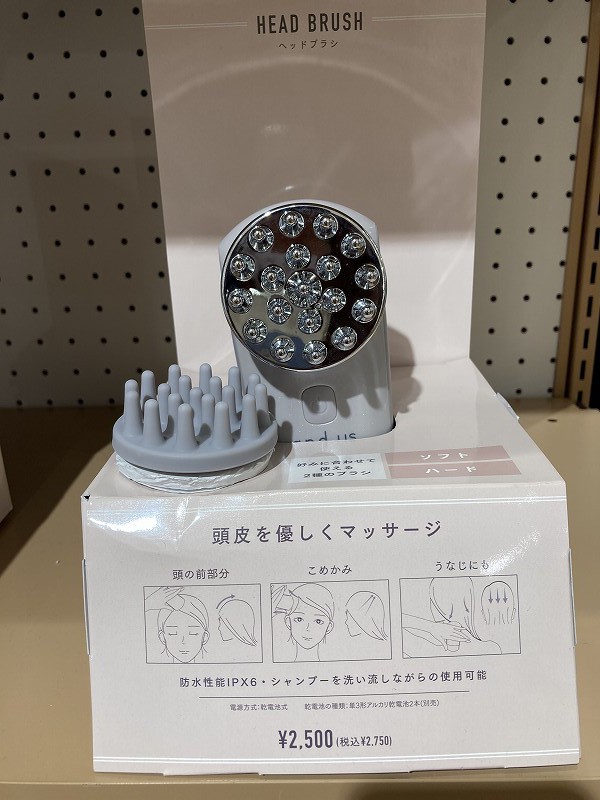 HEAD BRUSH
ヘッドブラシ
and us
好みに合わせて
使える
2種のブラシ
ソフト
ハード
頭皮を優しくマッサージ
頭の前部分
こめかみ
うなじにも
防水性能IPX6・シャンプーを洗い流しながらの使用可能
電源方式:乾電池式 乾電池の種類:単3形アルカリ乾電池2本(別売)
¥2,500(税込¥2,750)